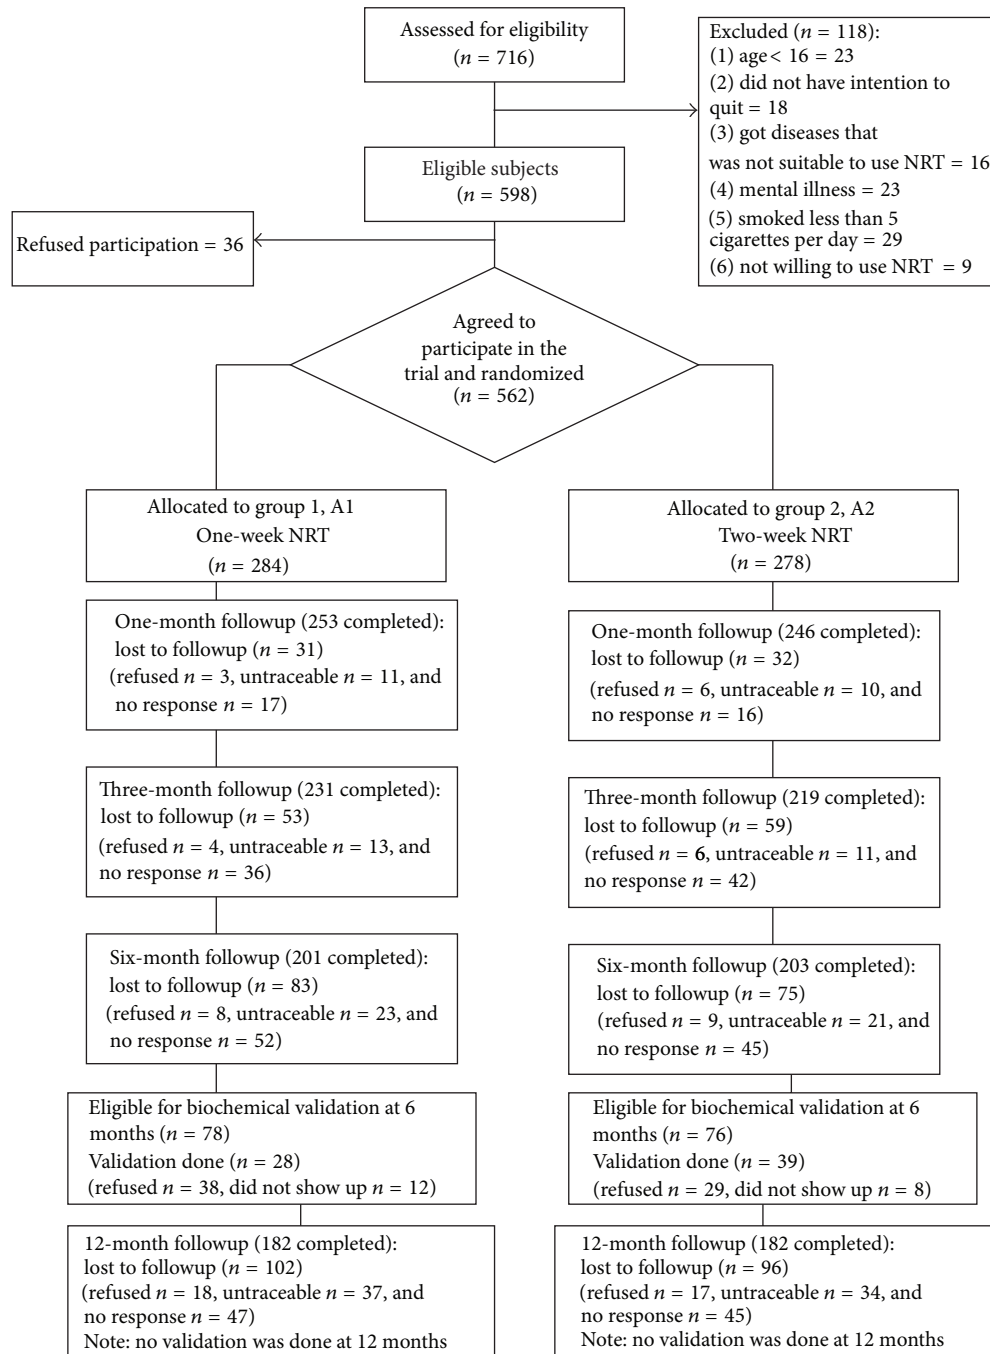 Assessed for eligibility
(n = 716)
Excluded (n = 118):
(1) age< 16 = 23
(2) did not have intention to
quit = 18
(3) got diseases that
was not suitable to use NRT = 16
(4) mental illness = 23
(5) smoked less than 5
cigarettes per day = 29
(6) not willing to use NRT = 9
Eligible subjects
(n = 598)
Refused participation = 36
Agreed to
participate in the
trial and randomized
(n = 562)
Allocated to group 1, A1
One-week NRT
(n = 284)
One-month followup (253 completed):
lost to followup (n = 31)
(refused n = 3, untraceable n = 11, and
no response n = 17)
Three-month followup (231 completed):
lost to followup (n = 53)
(refused n = 4, untraceable n = 13, and
no response n = 36)
Six-month followup (201 completed):
lost to followup (n = 83)
(refused n = 8, untraceable n = 23, and
no response n = 52)
Eligible for biochemical validation at 6
months (n = 78)
Validation done (n = 28)
(refused n = 38, did not show up n = 12)
12-month followup (182 completed):
lost to followup (n = 102)
(refused n = 18, untraceable n = 37, and
no response n = 47)
Note: no validation was done at 12 months
Allocated to group 2, A2
Two-week NRT
(n = 278)
One-month followup (246 completed):
lost to followup (n = 32)
(refused n = 6, untraceable n = 10, and
no response n = 16)
Three-month followup (219 completed):
lost to followup (n = 59)
(refused n = 6, untraceable n = 11, and
no response n = 42)
Six-month followup (203 completed):
lost to followup (n = 75)
(refused n = 9, untraceable n = 21, and
no response n = 45)
Eligible for biochemical validation at 6
months (n = 76)
Validation done (n = 39)
(refused n = 29, did not show up n = 8)
12-month followup (182 completed):
lost to followup (n = 96)
(refused n = 17, untraceable n = 34, and
no response n = 45)
Note: no validation was done at 12 months